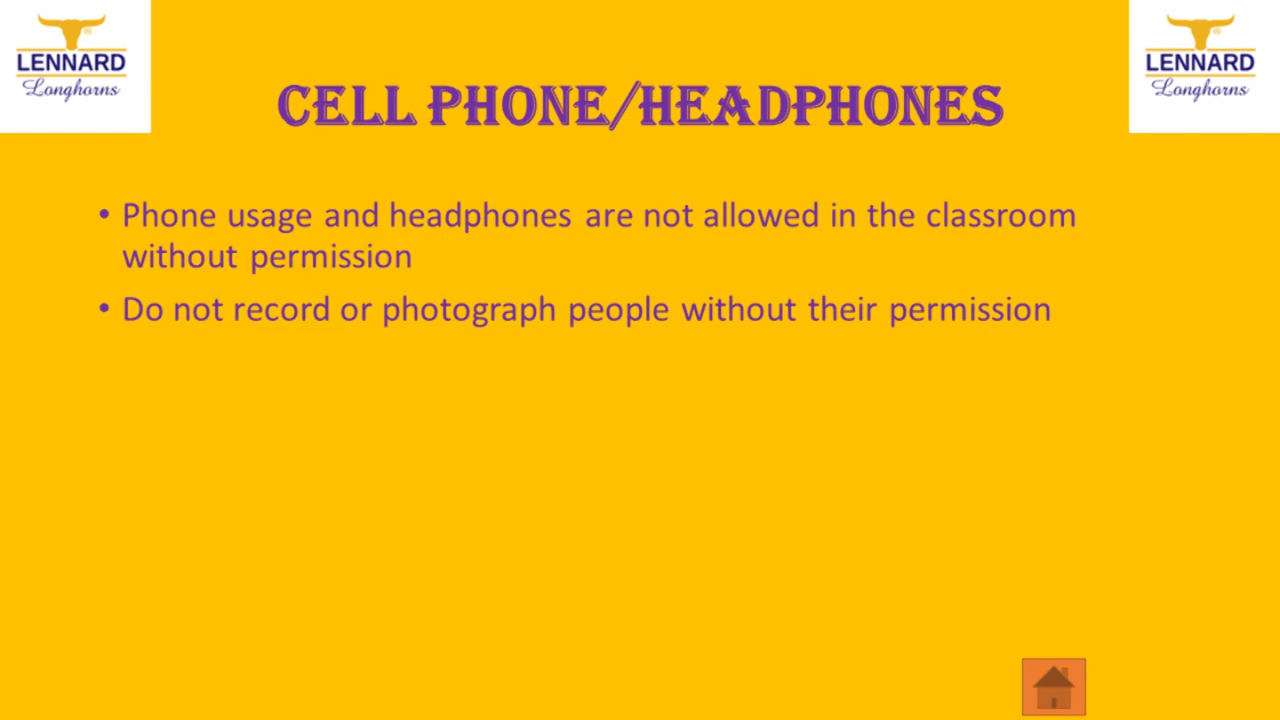 LENNARD
Longhorns
LENNARD
Longhorns
CELL PHONE/HEADPHONES
• Phone usage and headphones are not allowed in the classroom
without permission
• Do not record or photograph people without their permission